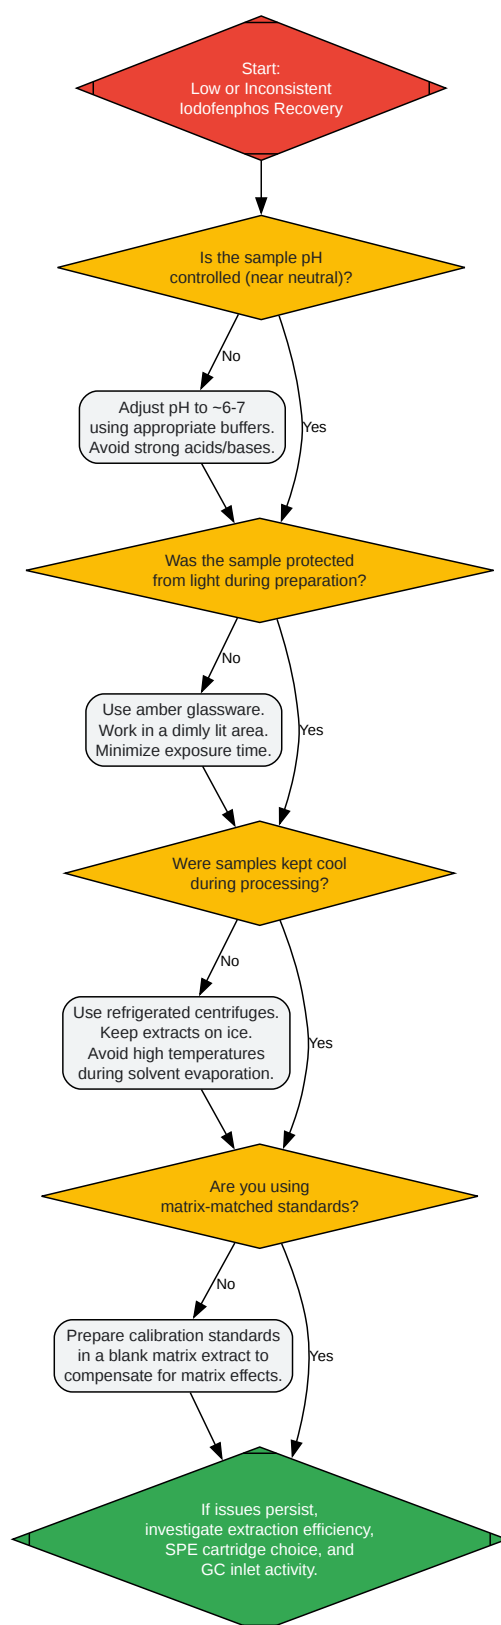 Start:
Low or Inconsistent
Iodofenphos Recovery
Is the sample pH
controlled (near neutral)?
No
Adjust pH to ~6-7
using appropriate buffers.
Avoid strong acids/bases.
Yes
Was the sample protected
from light during preparation?
No
Use amber glassware.
Work in a dimly lit area.
Minimize exposure time.
Yes
Were samples kept cool
during processing?
No
Use refrigerated centrifuges.
Keep extracts on ice.
Avoid high temperatures
during solvent evaporation.
Yes
Are you using
matrix-matched standards?
No
Prepare calibration standards
in a blank matrix extract to
compensate for matrix effects.
Yes
If issues persist,
investigate extraction efficiency,
SPE cartridge choice, and
GC inlet activity.